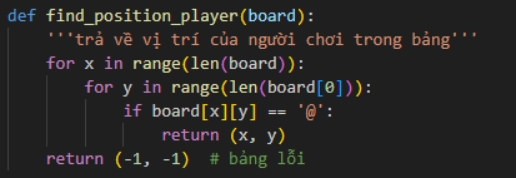 def find_position_player(board):
    '''trả về vị trí của người chơi trong bảng'''
    for x in range(len(board)):
        for y in range(len(board[0])):
            if board[x][y] == '@':
                return (x, y)
    return (-1, -1)  # bảng lỗi